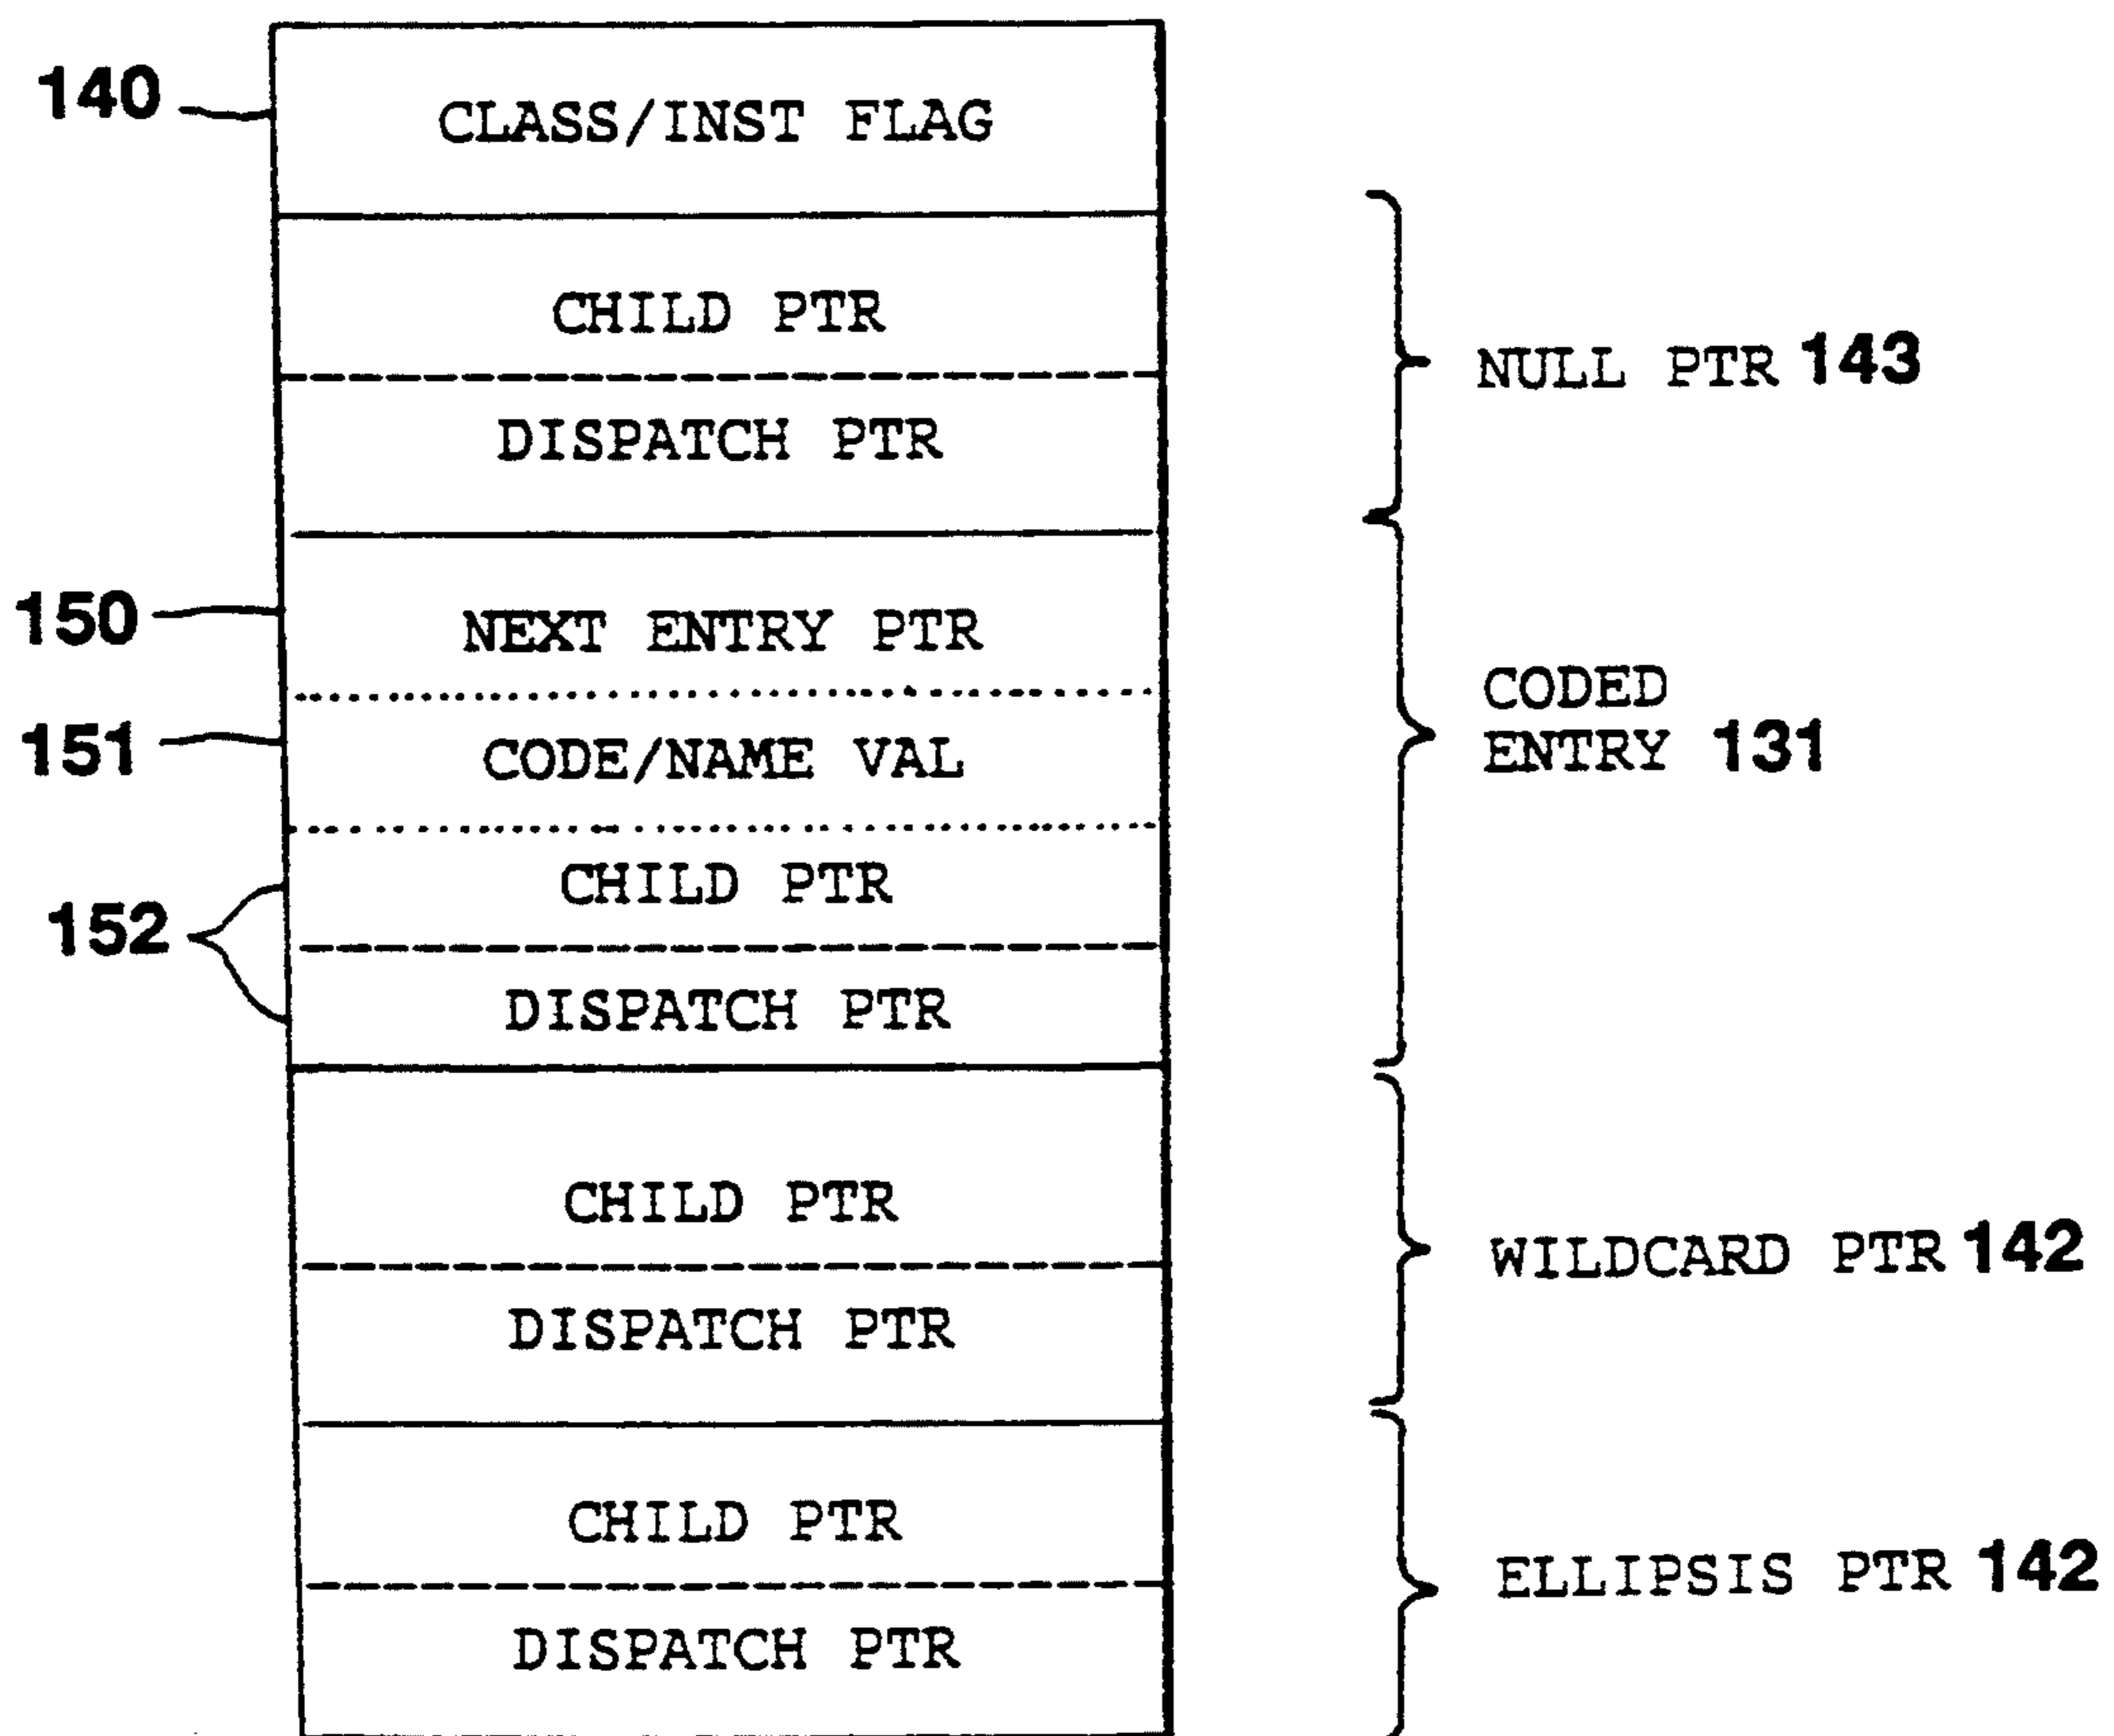 140
CLASS/INST FLAG
CHILD PTR
DISPATCH PTR
NULL PTR 143
150
NEXT ENTRY PTR
151
CODE/NAME VAL
CODED
ENTRY 131
152
CHILD PTR
DISPATCH PTR
CHILD PTR
DISPATCH PTR
WILDCARD PTR 142
CHILD PTR
DISPATCH PTR
ELLIPSIS PTR 142